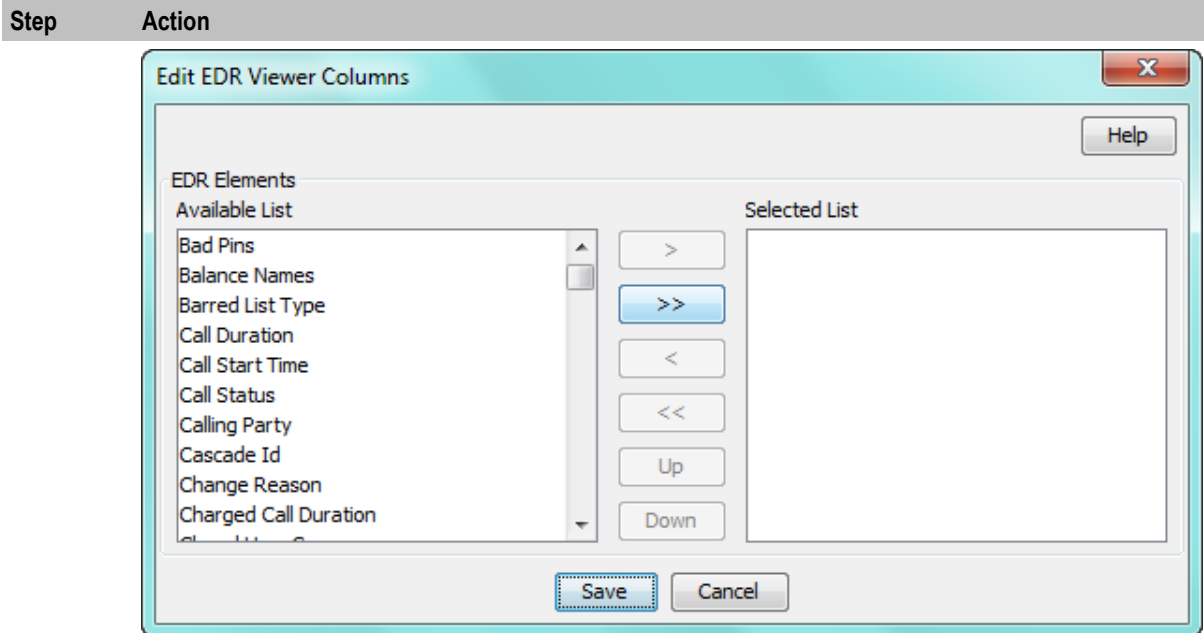 Step Action
Edit EDR Viewer Columns
X
Help
EDR Elements
Available List
Selected List
Bad Pins
Balance Names
Barred List Type
Call Duration
Call Start Time
Call Status
Calling Party
Cascade Id
Change Reason
Charged Call Duration
>
>>
<
<<
Up
Down
Save Cancel